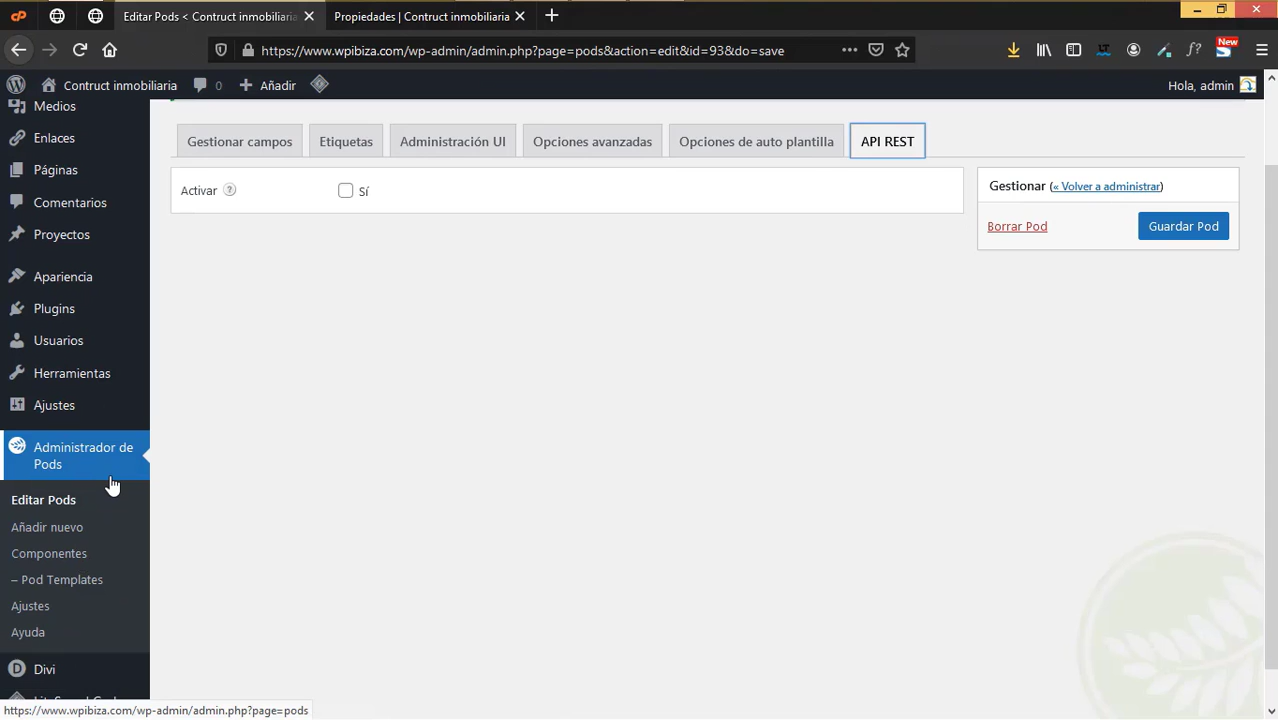 Editar Pods < Contruct inmobiliaria
Propiedades | Contruct inmobiliaria
https://www.wpibiza.com/wp-admin/admin.php?page=pods&action=edit&id=93&do=save
New
Contruct inmobiliaria
0
Añadir
Hola, admin
Medios
Enlaces
Páginas
Comentarios
Proyectos
Apariencia
Plugins
Usuarios
Herramientas
Ajustes
Administrador de
Pods
Editar Pods
Añadir nuevo
Componentes
– Pod Templates
Ajustes
Ayuda
Divi
Gestionar campos
Etiquetas
Administración UI
Opciones avanzadas
Opciones de auto plantilla
API REST
Activar ?
Sí
Gestionar (« Volver a administrar)
Borrar Pod
Guardar Pod
https://www.wpibiza.com/wp-admin/admin.php?page=pods